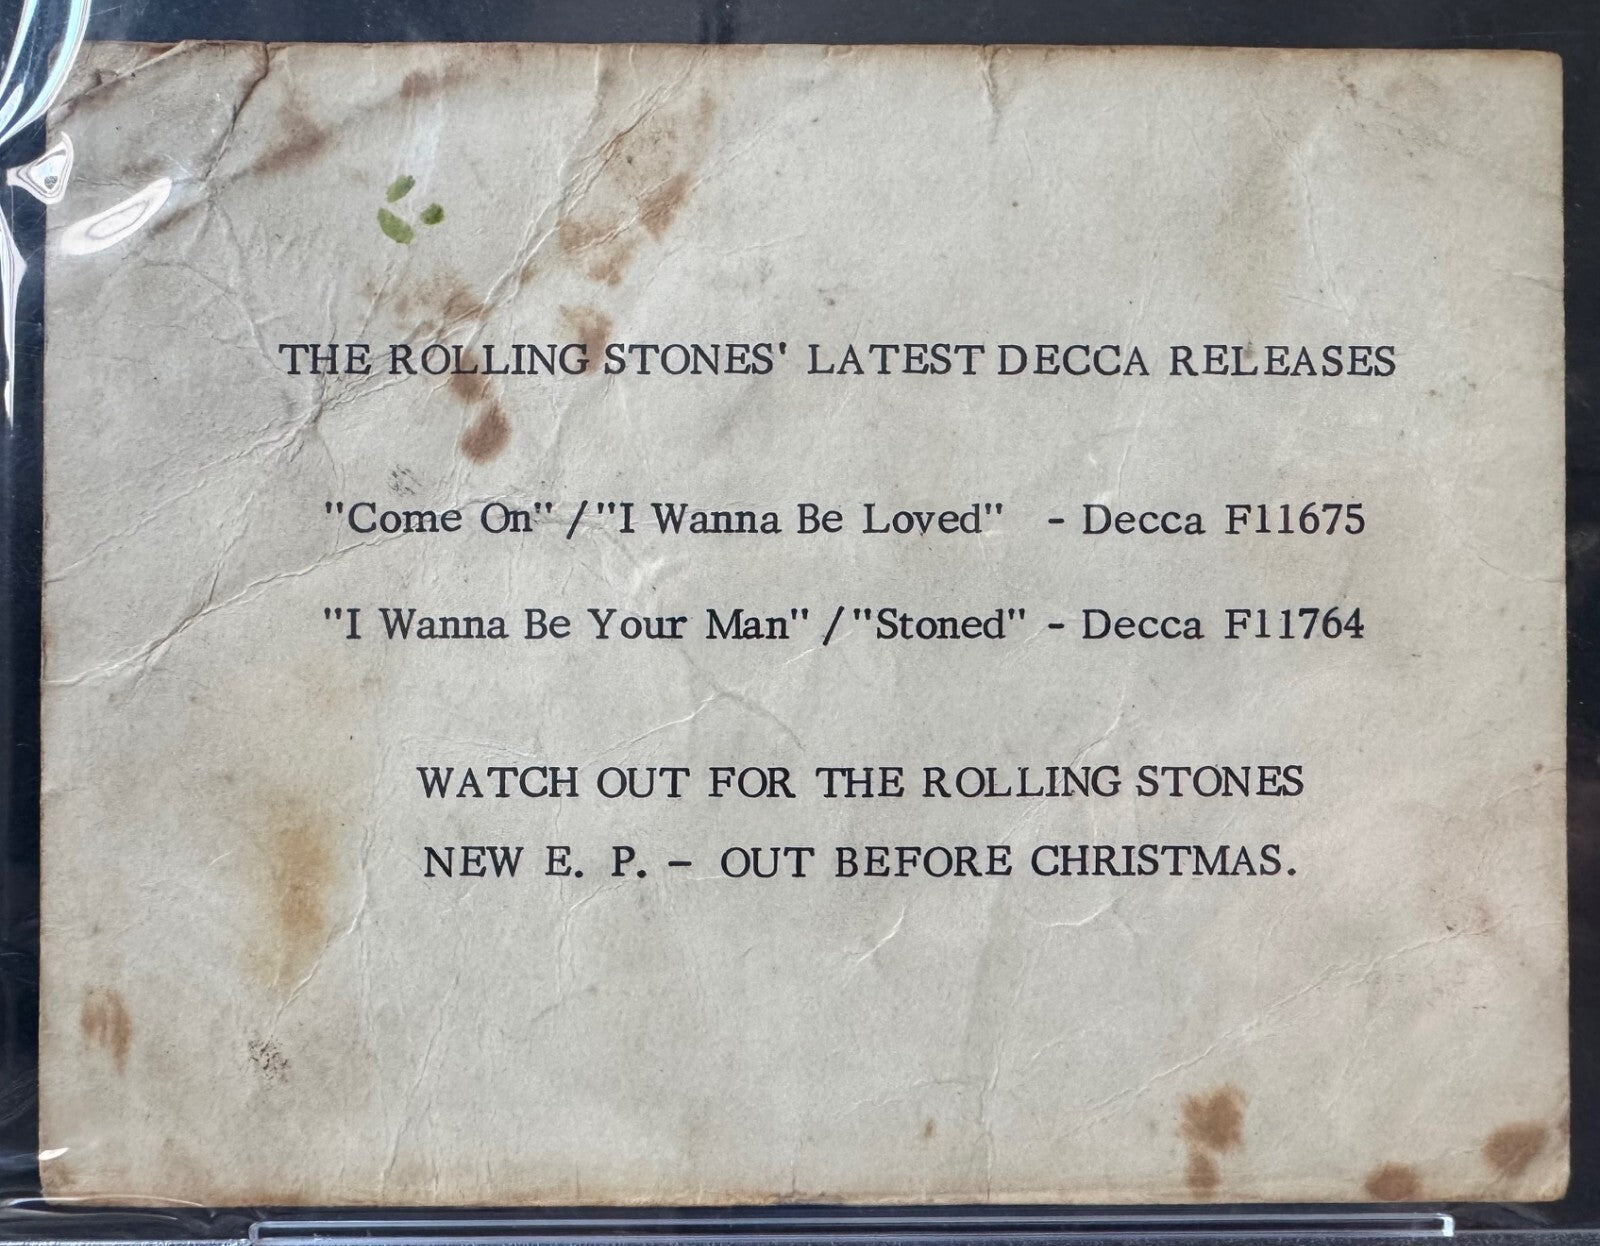 THE ROLLING STONES' LATEST DECCA RELEASES
"Come On" / "I Wanna Be Loved" - Decca F11675
"I Wanna Be Your Man" / "Stoned" - Decca F11764
WATCH OUT FOR THE ROLLING STONES
NEW E. P. - OUT BEFORE CHRISTMAS.